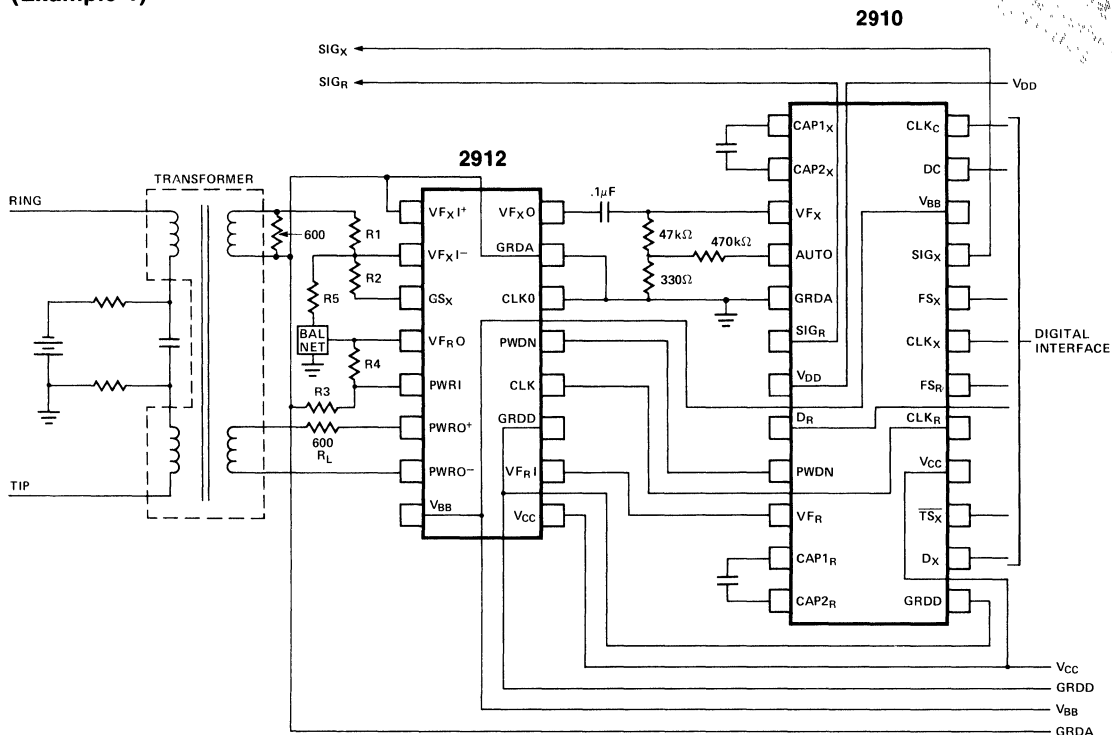 (Example 4)
2910
SIGX
SIGR
VDD
2912
TRANSFORMER
RING
TIP
600
R1
R2
R5
BAL
NET
R4
R3
600
RL
VFXI+
VFXI−
GSX
VFRO
PWRI
PWRO+
PWRO−
VBB
VFXO
GRDA
CLK0
PWDN
CLK
GRDD
VFRI
VCC
.1μF
47kΩ
470kΩ
330Ω
CAP1X
CAP2X
VFX
AUTO
GRDA
SIGR
VDD
DR
PWDN
VFR
CAP1R
CAP2R
CLKC
DC
VBB
SIGX
FSX
CLKX
FSR
CLKR
VCC
TSX
DX
GRDD
DIGITAL
INTERFACE
VCC
GRDD
VBB
GRDA